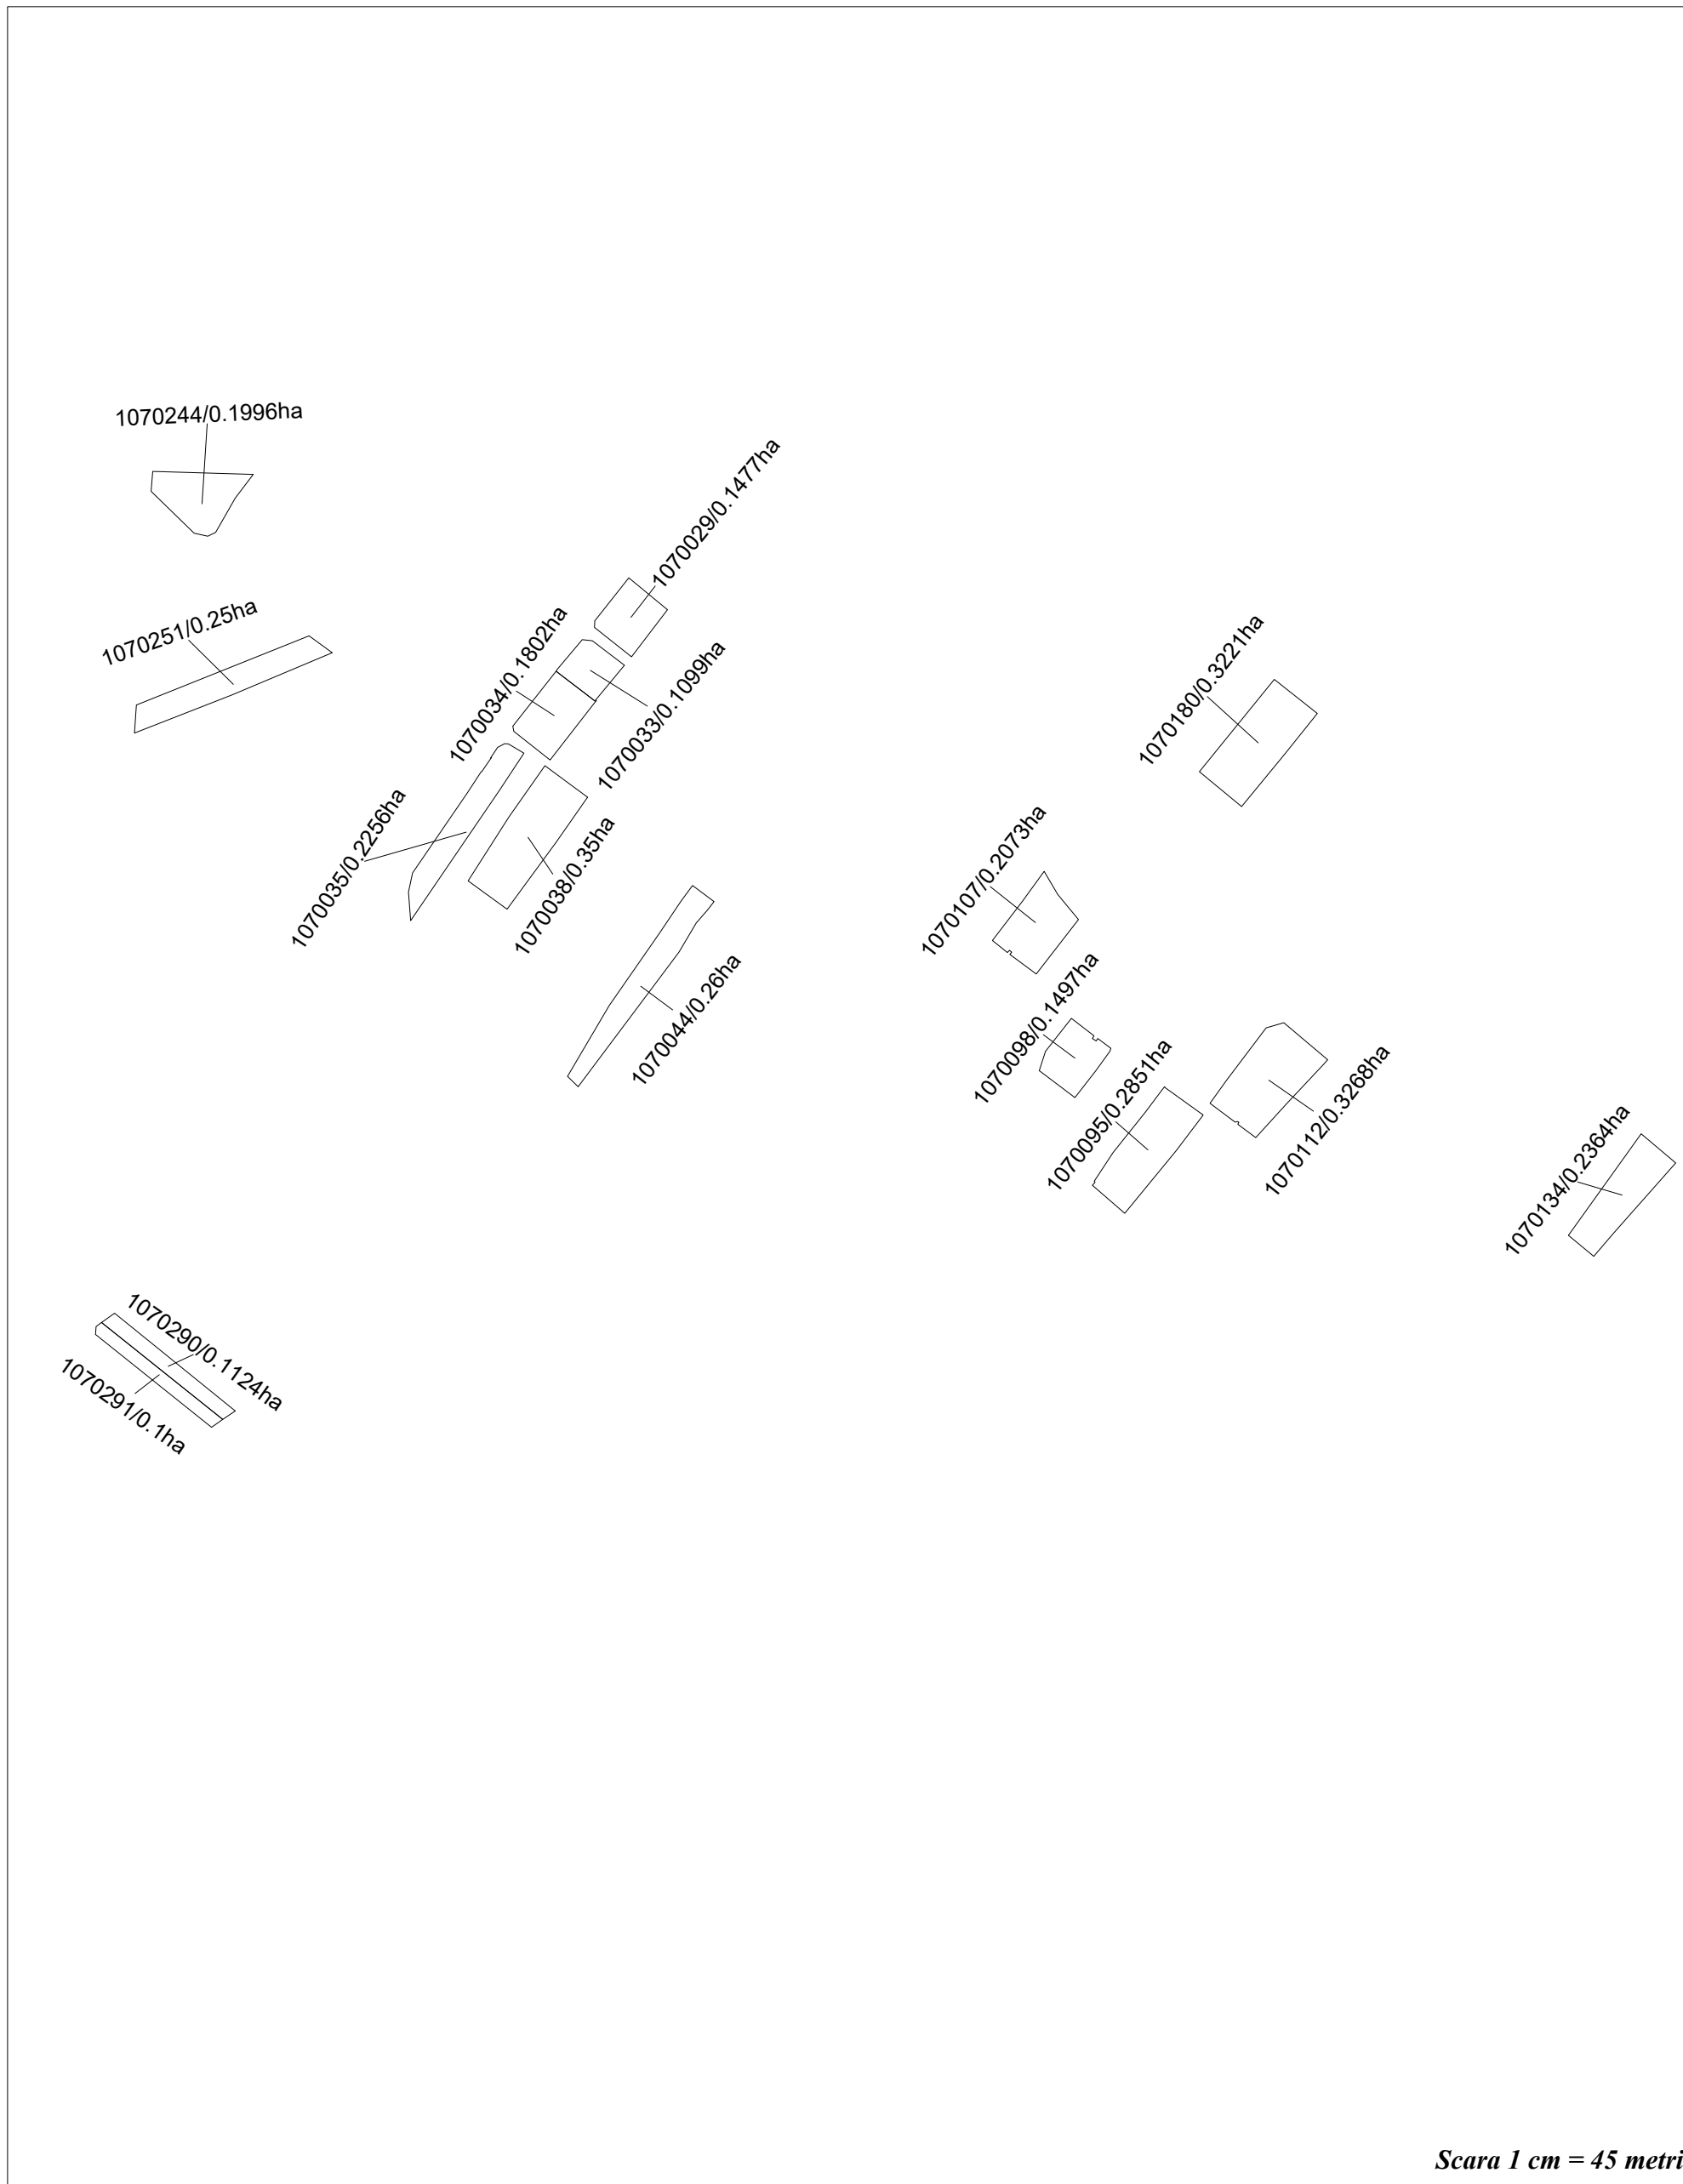 1070244/0.1996ha
1070029/0.1477ha
1070251/0.25ha
1070034/0.1802ha
1070033/0.1099ha
1070180/0.3221ha
1070035/0.2256ha
1070038/0.35ha
1070107/0.2073ha
1070044/0.26ha
1070098/0.1497ha
1070095/0.2851ha
1070112/0.3268ha
1070134/0.2364ha
1070290/0.1124ha
1070291/0.1ha
Scara 1 cm = 45 metri